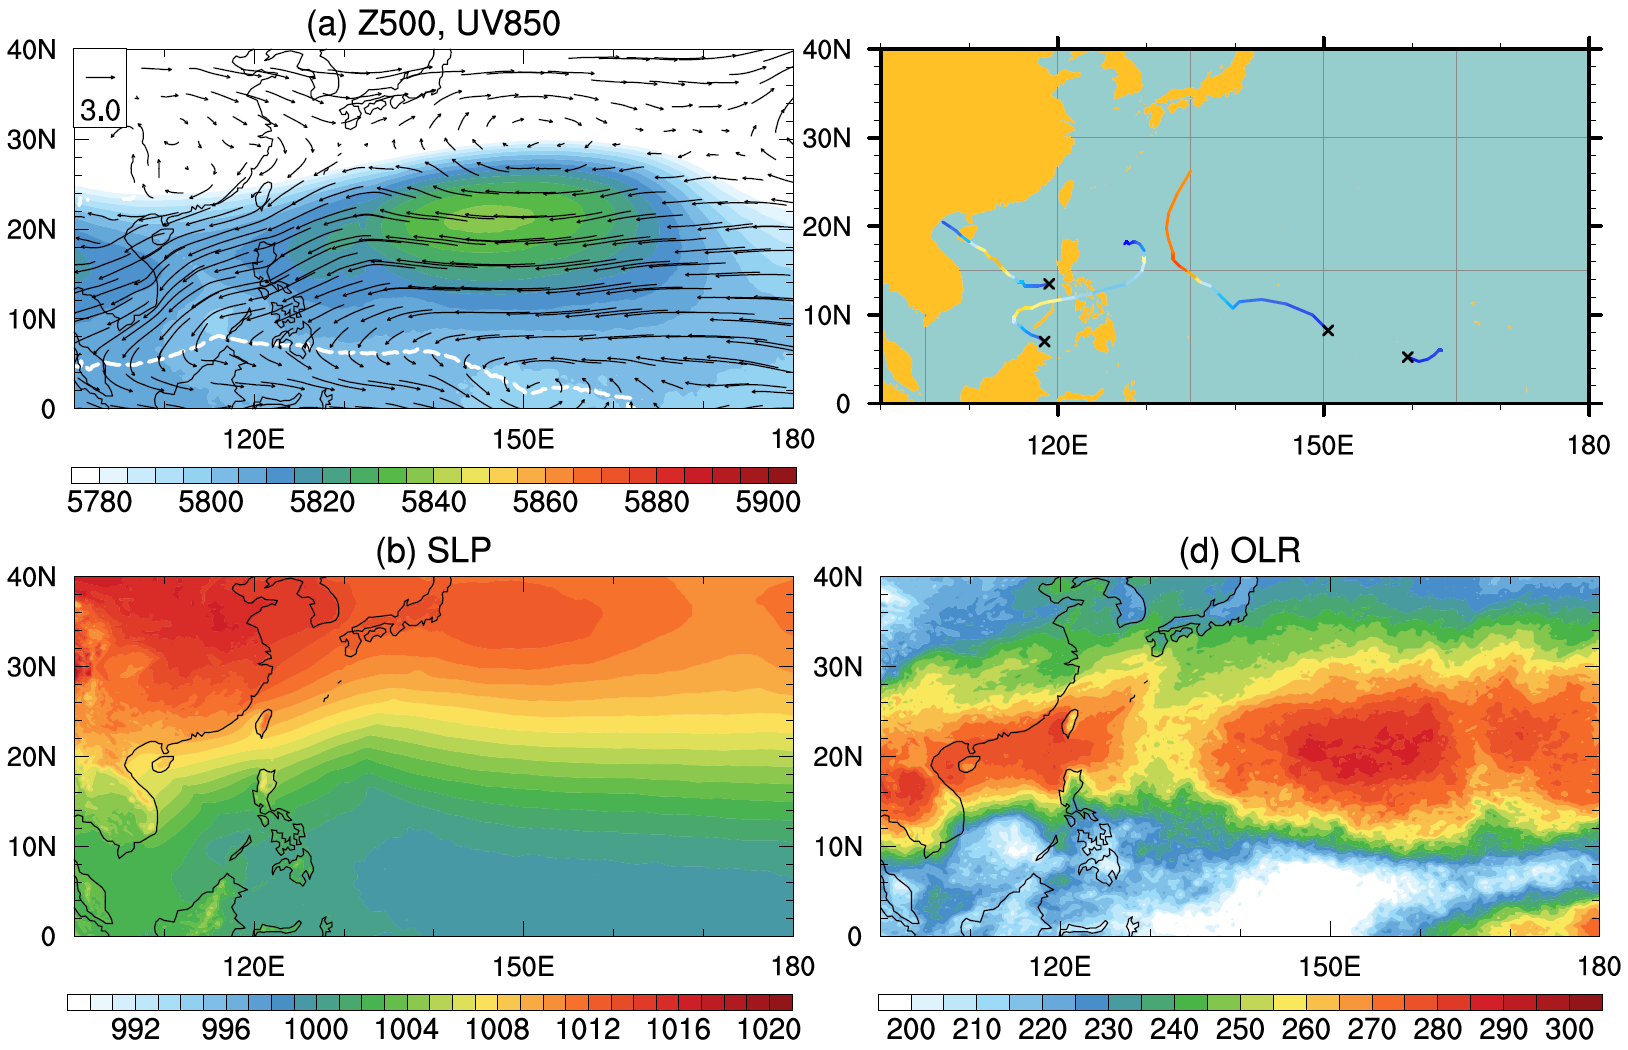 (a) Z500, UV850
40N
30N
20N
10N
0
3.0
120E 150E 180
5780 5800 5820 5840 5860 5880 5900
40N
30N
20N
10N
0
120E 150E 180
(b) SLP
40N
30N
20N
10N
0
120E 150E 180
992 996 1000 1004 1008 1012 1016 1020
(d) OLR
40N
30N
20N
10N
0
120E 150E 180
200 210 220 230 240 250 260 270 280 290 300